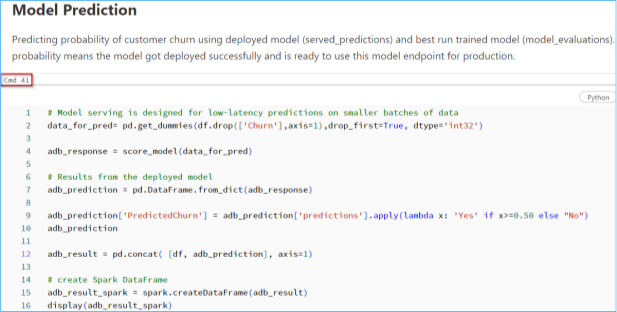 Model Prediction
Predicting probability of customer churn using deployed model (served_predictions) and best run trained model (model_evaluations).
probability means the model got deployed successfully and is ready to use this model endpoint for production.
Cmd 41
Python
1 # Model serving is designed for low-latency predictions on smaller batches of data
2 data_for_pred= pd.get_dummies(df.drop(['Churn'],axis=1),drop_first=True, dtype='int32')
3
4 adb_response = score_model(data_for_pred)
5
6 # Results from the deployed model
7 adb_prediction = pd.DataFrame.from_dict(adb_response)
8
9 adb_prediction['PredictedChurn'] = adb_prediction['predictions'].apply(lambda x: 'Yes' if x>=0.50 else "No")
10 adb_prediction
11
12 adb_result = pd.concat( [df, adb_prediction], axis=1)
13
14 # create Spark DataFrame
15 adb_result_spark = spark.createDataFrame(adb_result)
16 display(adb_result_spark)